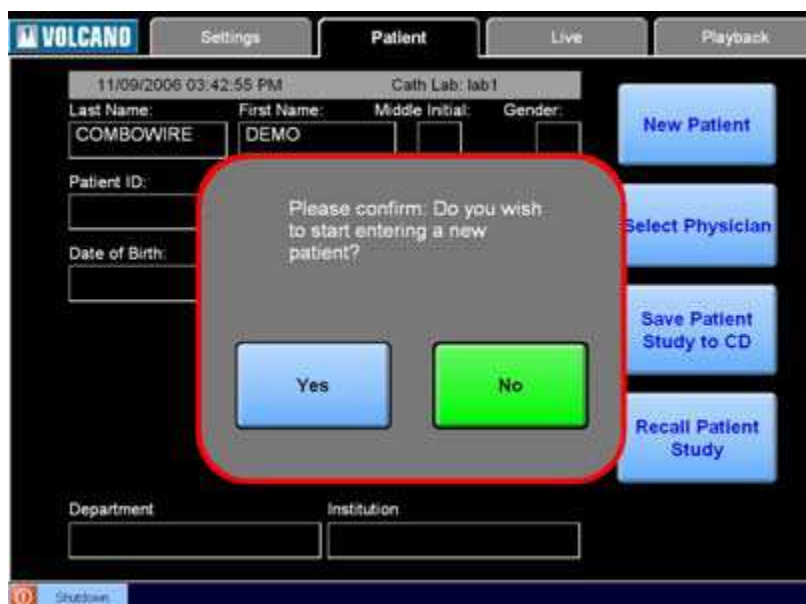 VOLCANO Settings Patient Live Playback
11/09/2006 03:42:55 PM Cath Lab: lab1
Last Name: First Name: Middle Initial: Gender:
COMBOWIRE DEMO
New Patient
Patient ID:
Please confirm: Do you wish
to start entering a new
patient?
Select Physician
Date of Birth:
Save Patient
Study to CD
Yes No
Recall Patient
Study
Department Institution
Shutdown